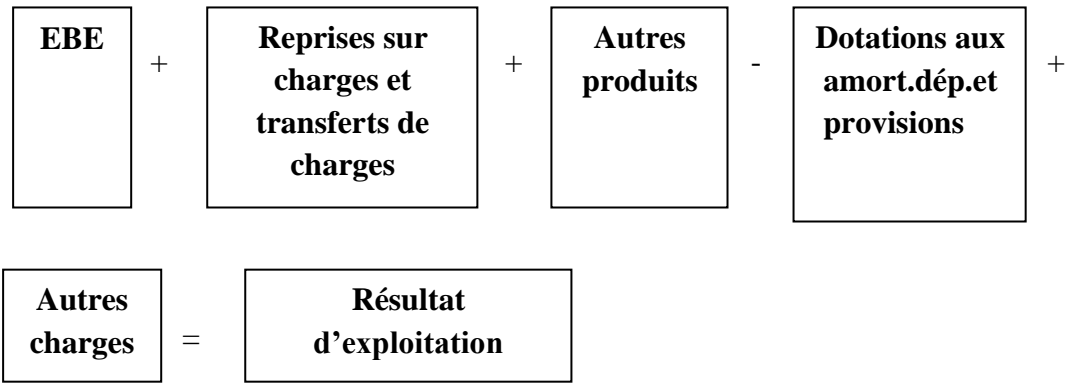 EBE + Reprises sur + Autres - Dotations aux +
charges et produits amort.dép.et
transferts de provisions
charges
Autres Résultat
charges = d’exploitation